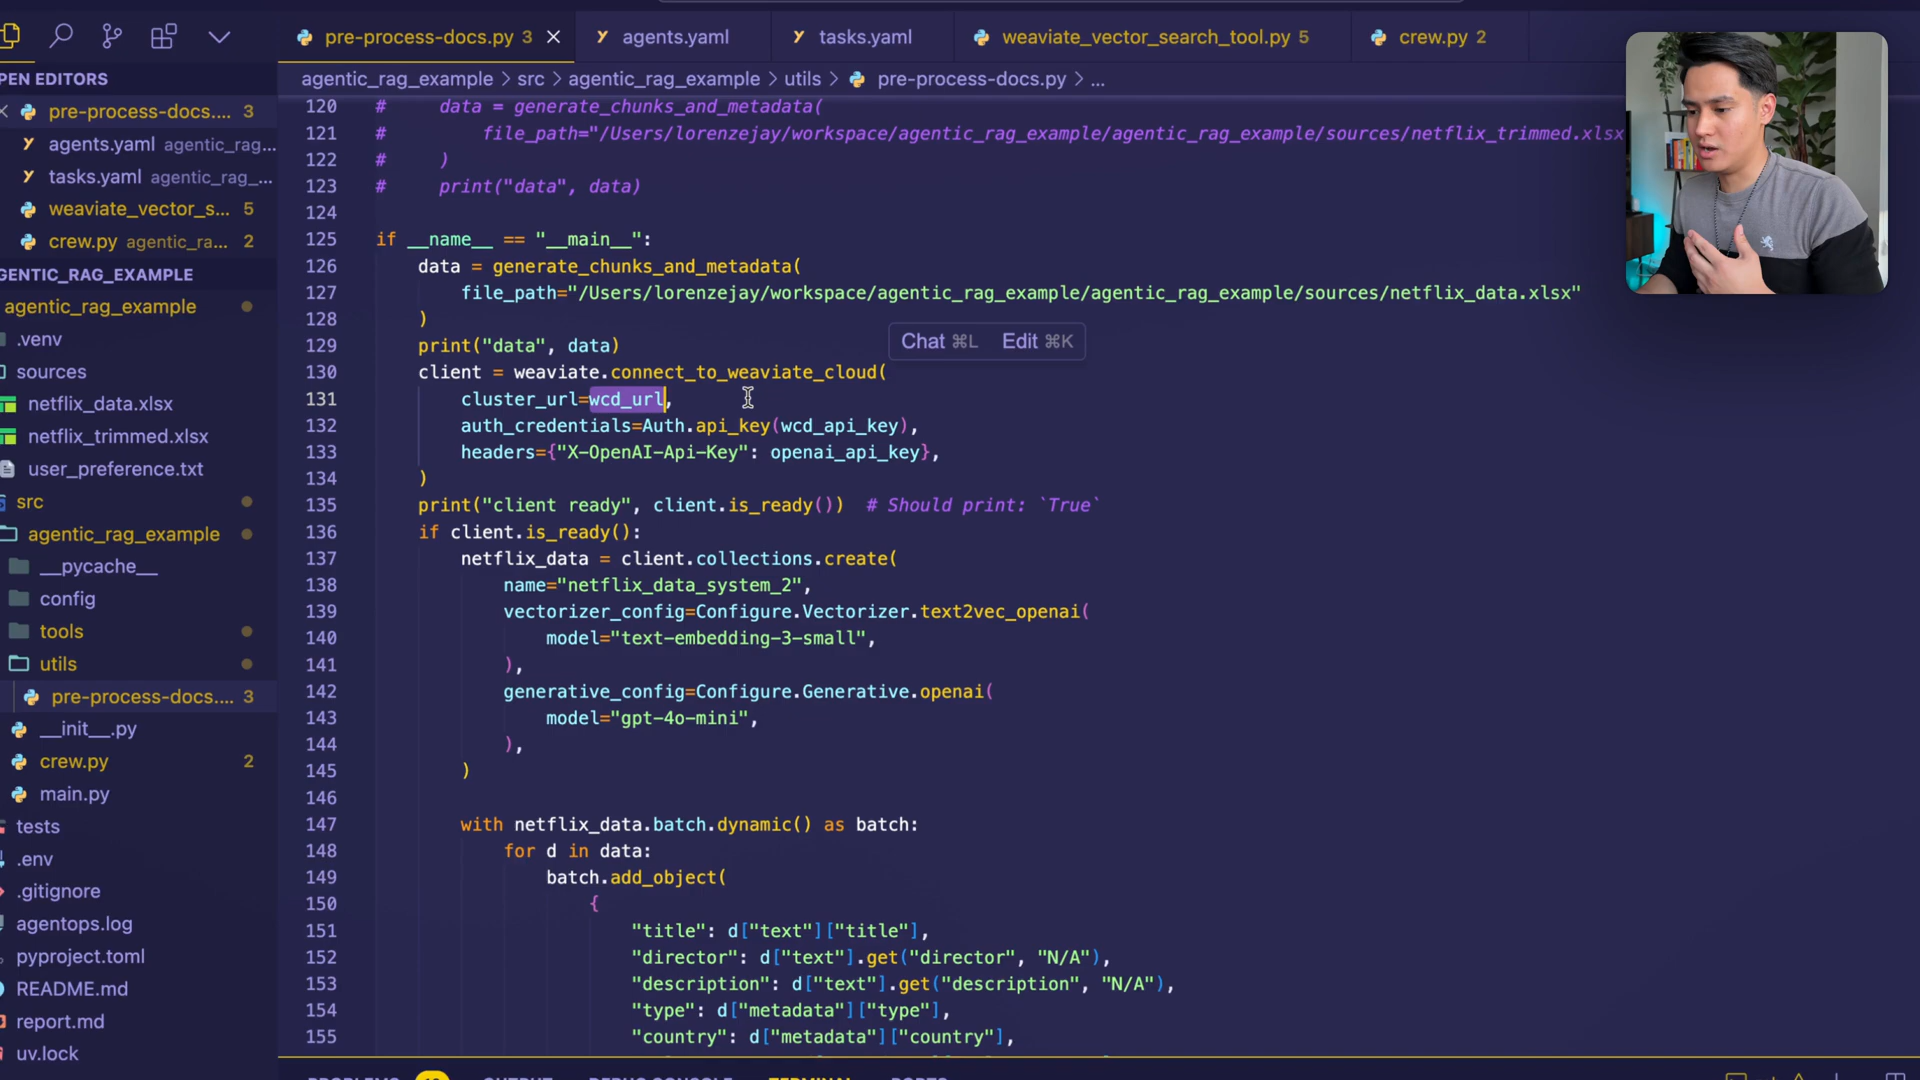 pre-process-docs.py 3
agents.yaml
tasks.yaml
weaviate_vector_search_tool.py 5
crew.py 2
PEN EDITORS
pre-process-docs.... 3
agents.yaml agentic_rag...
tasks.yaml agentic_rag_...
weaviate_vector_s... 5
crew.py agentic_ra... 2
GENTIC_RAG_EXAMPLE
agentic_rag_example
.venv
sources
netflix_data.xlsx
netflix_trimmed.xlsx
user_preference.txt
src
agentic_rag_example
__pycache__
config
tools
utils
pre-process-docs.... 3
__init__.py
crew.py 2
main.py
tests
.env
.gitignore
agentops.log
pyproject.toml
README.md
report.md
uv.lock
agentic_rag_example > src > agentic_rag_example > utils > pre-process-docs.py > ...
120 # data = generate_chunks_and_metadata(
121 # file_path="/Users/lorenzejay/workspace/agentic_rag_example/agentic_rag_example/sources/netflix_trimmed.xlsx
122 # )
123 # print("data", data)
124
125 if __name__ == "__main__":
126 data = generate_chunks_and_metadata(
127 file_path="/Users/lorenzejay/workspace/agentic_rag_example/agentic_rag_example/sources/netflix_data.xlsx"
128 )
Chat ⌘L Edit ⌘K
129 print("data", data)
130 client = weaviate.connect_to_weaviate_cloud(
131 cluster_url=wcd_url,
132 auth_credentials=Auth.api_key(wcd_api_key),
133 headers={"X-OpenAI-Api-Key": openai_api_key},
134 )
135 print("client ready", client.is_ready()) # Should print: `True`
136 if client.is_ready():
137 netflix_data = client.collections.create(
138 name="netflix_data_system_2",
139 vectorizer_config=Configure.Vectorizer.text2vec_openai(
140 model="text-embedding-3-small",
141 ),
142 generative_config=Configure.Generative.openai(
143 model="gpt-4o-mini",
144 ),
145 )
146
147 with netflix_data.batch.dynamic() as batch:
148 for d in data:
149 batch.add_object(
150 {
151 "title": d["text"]["title"],
152 "director": d["text"].get("director", "N/A"),
153 "description": d["text"].get("description", "N/A"),
154 "type": d["metadata"]["type"],
155 "country": d["metadata"]["country"],
PROBLEMS OUTPUT DEBUG CONSOLE TERMINAL PORTS